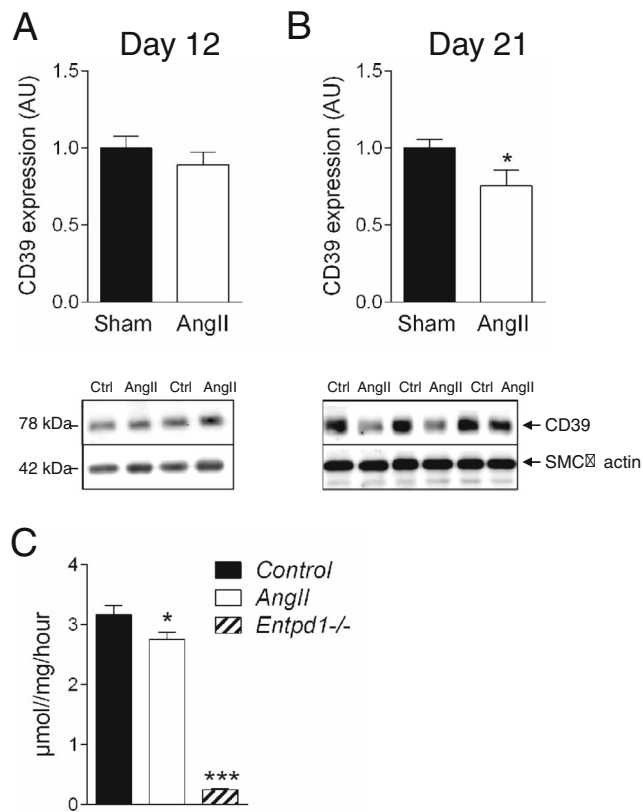 A Day 12
B Day 21
CD39 expression (AU)
1.5
1.0
0.5
0.0
Sham AngII
CD39 expression (AU)
1.5
1.0
0.5
0.0
*
Sham AngII
Ctrl AngII Ctrl AngII
78 kDa
42 kDa
Ctrl AngII Ctrl AngII Ctrl AngII
CD39
SMC☒ actin
C
µmol//mg/hour
4
3
2
1
0
*
***
Control
AngII
Entpd1-/-